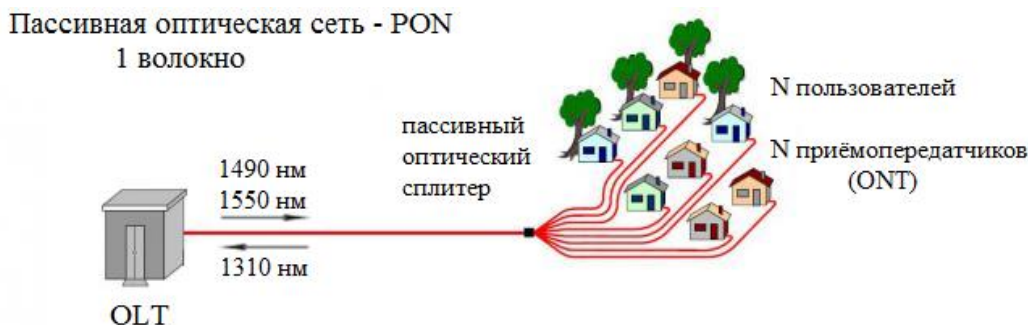 Пассивная оптическая сеть - PON
1 волокно
N пользователей
пассивный
оптический
сплитер
N приёмопередатчиков
(ONT)
1490 нм
1550 нм
1310 нм
OLT